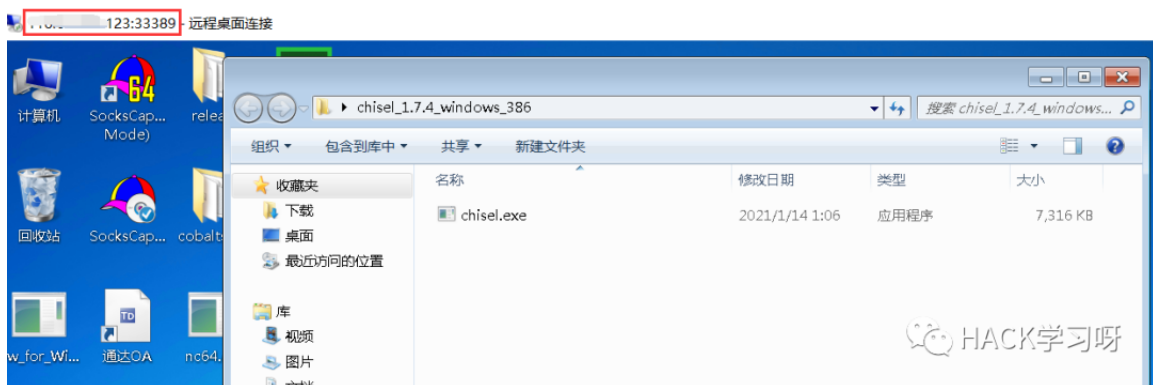 123:33389 - 远程桌面连接
计算机
SocksCap...
Mode)
relea
chisel_1.7.4_windows_386
搜索 chisel_1.7.4_windows...
组织
包含到库中
共享
新建文件夹
名称
修改日期
类型
大小
收藏夹
下载
桌面
最近访问的位置
chisel.exe
2021/1/14 1:06
应用程序
7,316 KB
回收站
SocksCap...
cobalts
库
视频
图片
w_for_Wi...
TD
通达OA
nc64.
64
HACK学习呀